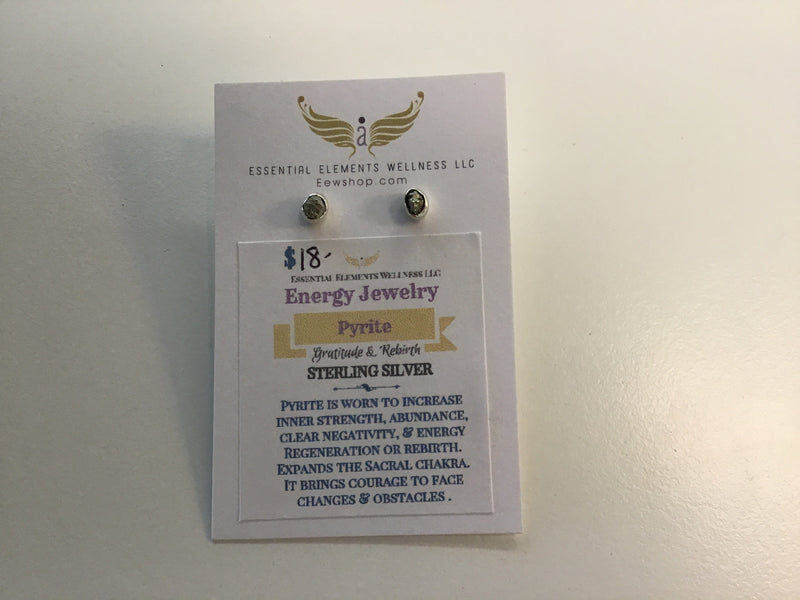 a
ESSENTIAL ELEMENTS WELLNESS LLC
Eewshop.com
$18-
ESSENTIAL ELEMENTS WELLNESS LLC
Energy Jewelry
Pyrite
Gratitude & Rebirth
STERLING SILVER
PYRITE IS WORN TO INCREASE
INNER STRENGTH, ABUNDANCE,
CLEAR NEGATIVITY, & ENERGY
REGENERATION OR REBIRTH.
EXPANDS THE SACRAL CHAKRA.
IT BRINGS COURAGE TO FACE
CHANGES & OBSTACLES .